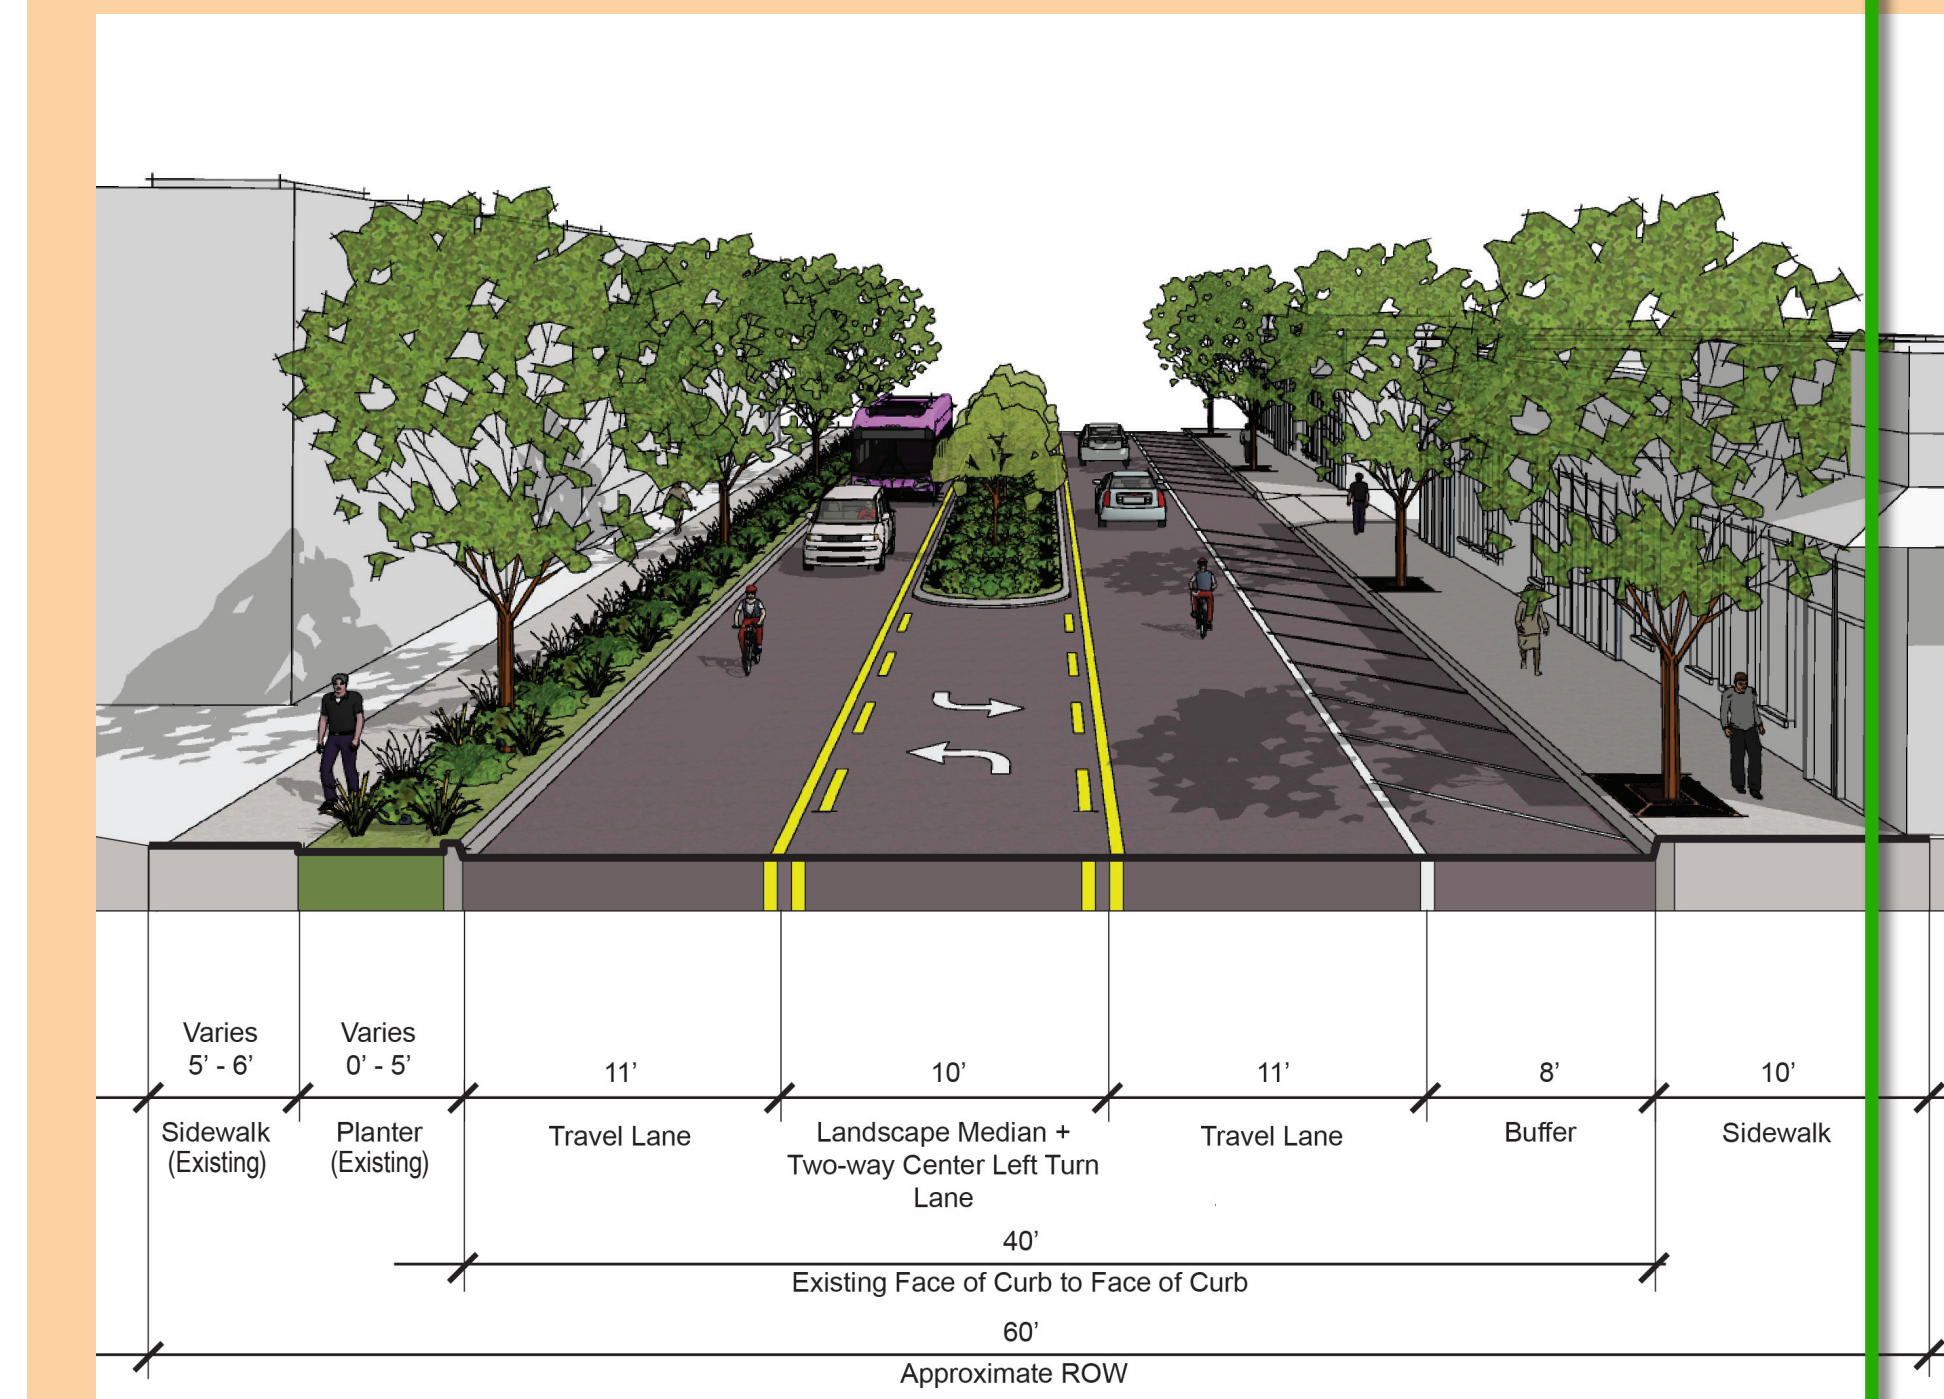 Varies
5’ - 6’
Varies
0’ - 5’
11’
10’
11’
8’
10’
Sidewalk
(Existing)
Planter
(Existing)
Travel Lane
Landscape Median +
Two-way Center Left Turn
Lane
Travel Lane
Buffer
Sidewalk
40’
Existing Face of Curb to Face of Curb
60’
Approximate ROW